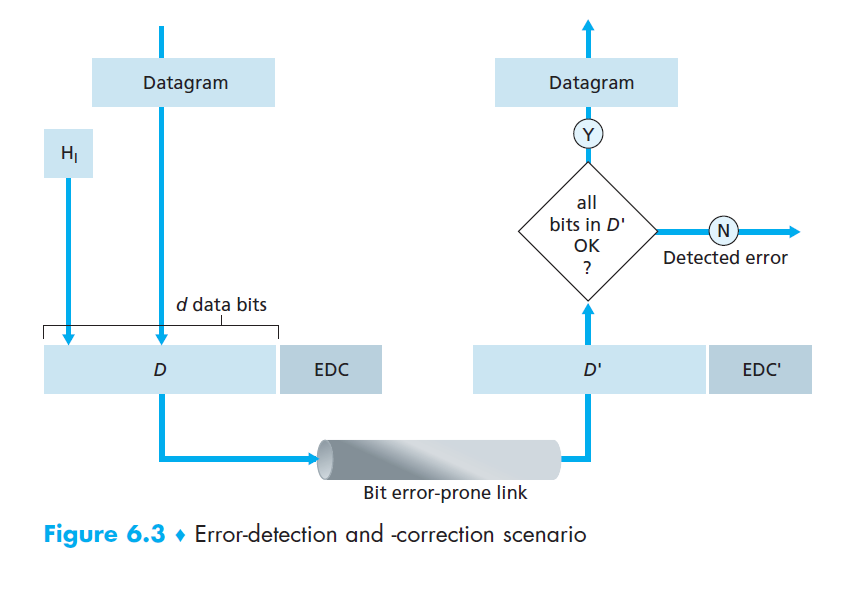 Datagram
H_I
d data bits
D
EDC
Bit error-prone link
D'
EDC'
all
bits in D'
OK
?
Y
N
Detected error
Datagram
Figure 6.3 ♦ Error-detection and -correction scenario